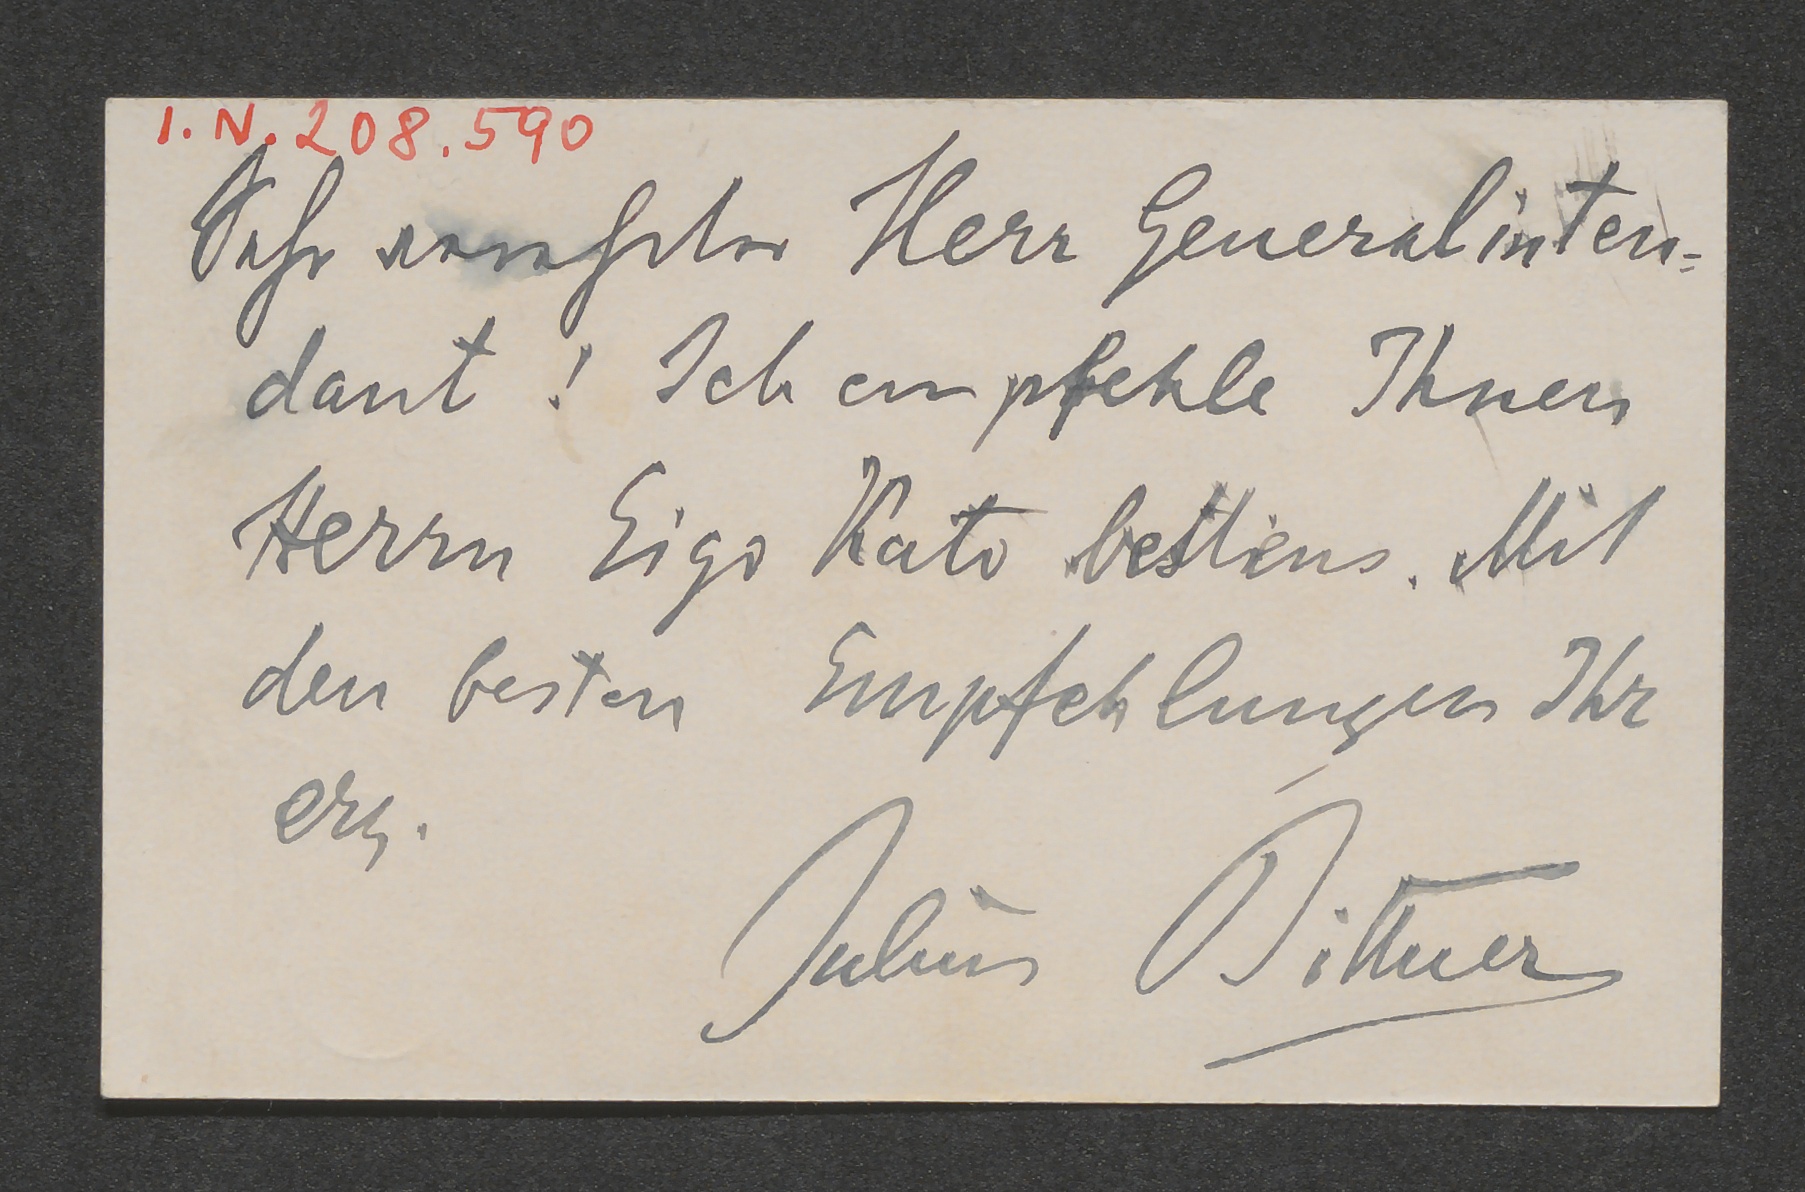 I.N. 208.590
Sehr verehrter Herr Generalinten=
dant! Ich empfehle Ihnen
Herrn Eigo Kato bestens. Mit
den besten Empfehlungen Ihr
erg.
Julius Bittner